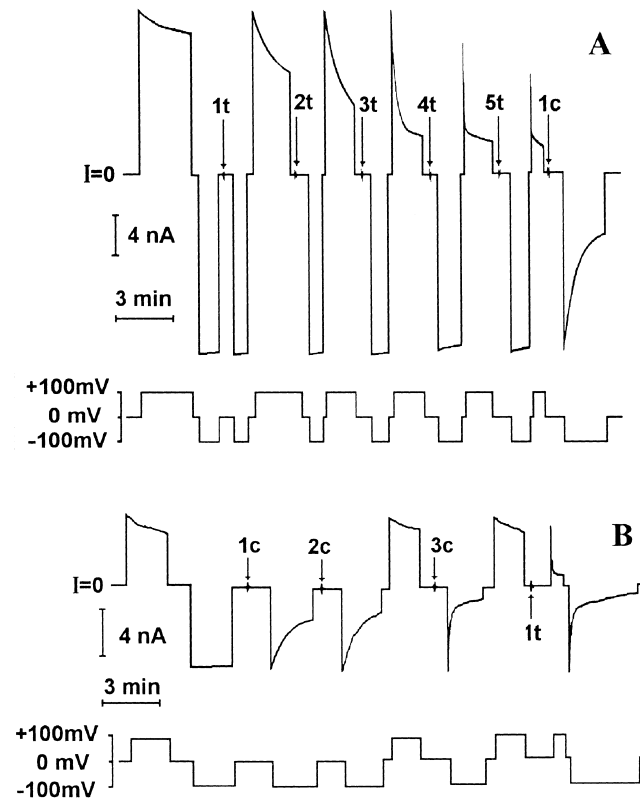 A
1t 2t 3t 4t 5t 1c
I=0
4 nA
3 min
+100mV
0 mV
-100mV
B
1c 2c 3c
I=0
1t
4 nA
3 min
+100mV
0 mV
-100mV